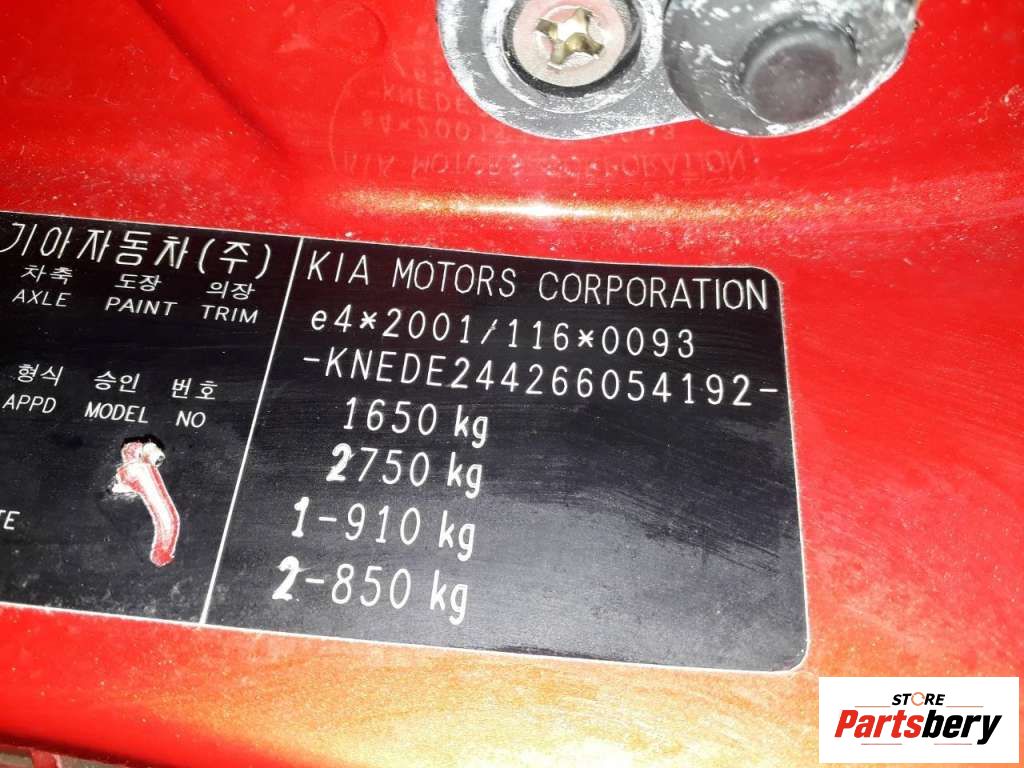 기아자동차(주)
차축 도장 의장
AXLE PAINT TRIM
형식 승인 번호
APPD MODEL NO
TE
KIA MOTORS CORPORATION
e4*2001/116*0093
-KNEDE244266054192-
1650 kg
2750 kg
1-910 kg
2-850 kg
STORE
Partsbery